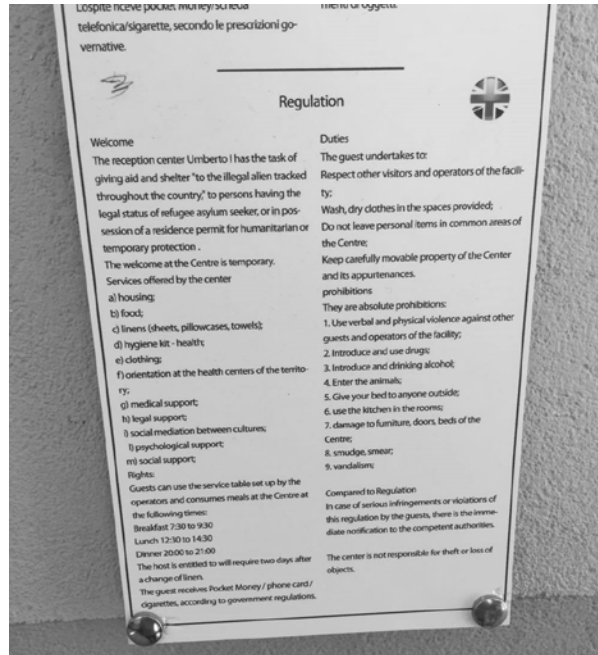 L'ospite riceve pocket Money/scheda
telefonica/sigarette, secondo le prescrizioni go-
vernative.
oggetti.
Regulation
Welcome
The reception center Umberto I has the task of
giving aid and shelter "to the illegal alien tracked
throughout the country," to persons having the
legal status of refugee asylum seeker, or in pos-
session of a residence permit for humanitarian or
temporary protection .
The welcome at the Centre is temporary.
Services offered by the center
a) housing;
b) food;
c) linens (sheets, pillowcases, towels);
d) hygiene kit - health;
e) clothing;
f) orientation at the health centers of the territo-
ry;
g) medical support;
h) legal support;
i) social mediation between cultures;
l) psychological support;
m) social support;
Rights:
Guests can use the service table set up by the
operators and consumes meals at the Centre at
the following times:
Breakfast 7:30 to 9:30
Lunch 12:30 to 14:30
Dinner 20:00 to 21:00
The host is entitled to will require two days after
a change of linen.
The guest receives Pocket Money / phone card /
cigarettes, according to government regulations.
Duties
The guest undertakes to:
Respect other visitors and operators of the facili-
ty;
Wash, dry clothes in the spaces provided;
Do not leave personal items in common areas of
the Centre;
Keep carefully movable property of the Center
and its appurtenances.
prohibitions
They are absolute prohibitions:
1. Use verbal and physical violence against other
guests and operators of the facility;
2. Introduce and use drugs;
3. Introduce and drinking alcohol;
4. Enter the animals;
5. Give your bed to anyone outside;
6. use the kitchen in the rooms;
7. damage to furniture, doors, beds of the
Centre;
8. smudge, smear;
9. vandalism;
Compared to Regulation
In case of serious infringements or violations of
this regulation by the guests, there is the imme-
diate notification to the competent authorities.
The center is not responsible for theft or loss of
objects.